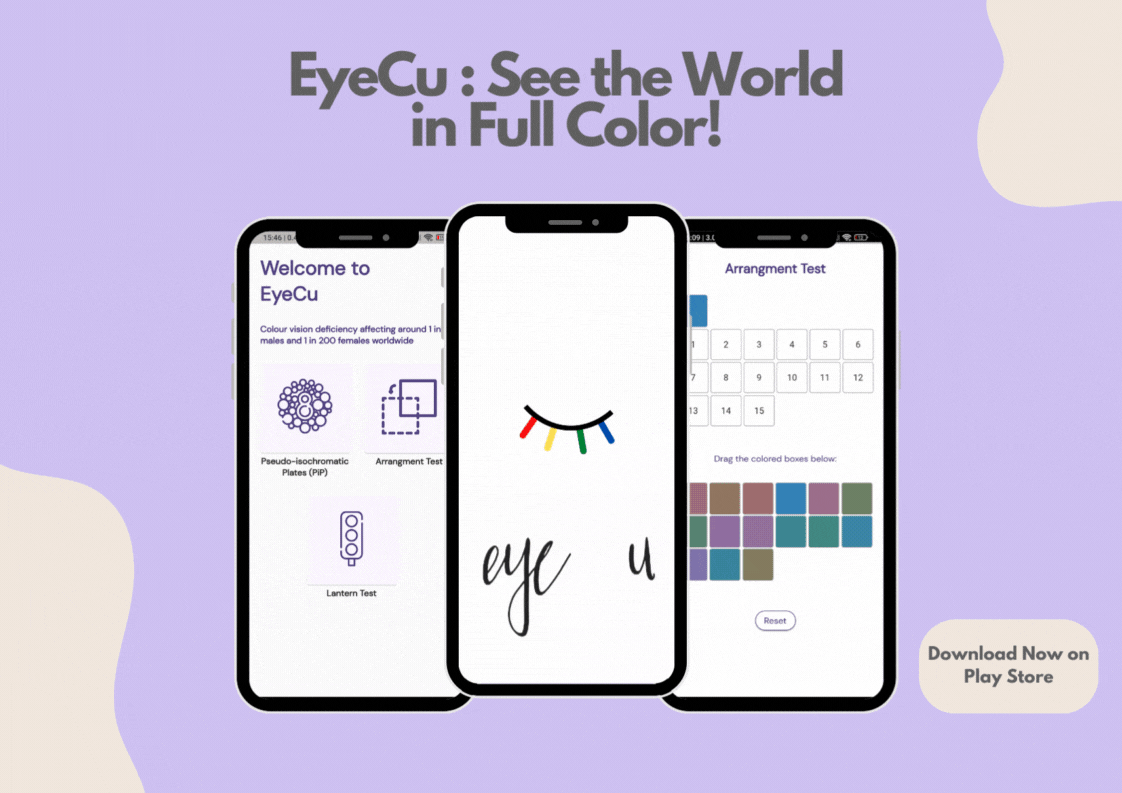 EyeCu : See the World
in Full Color!
15:46 | 0.
Welcome to
EyeCu
Colour vision deficiency affecting around 1 in
males and 1 in 200 females worldwide
Pseudo-isochromatic
Plates (PiP)
Arrangment Test
Lantern Test
eye u
:09 | 3.
Arrangment Test
1 2 3 4 5 6
7 8 9 10 11 12
13 14 15
Drag the colored boxes below:
Reset
Download Now on
Play Store